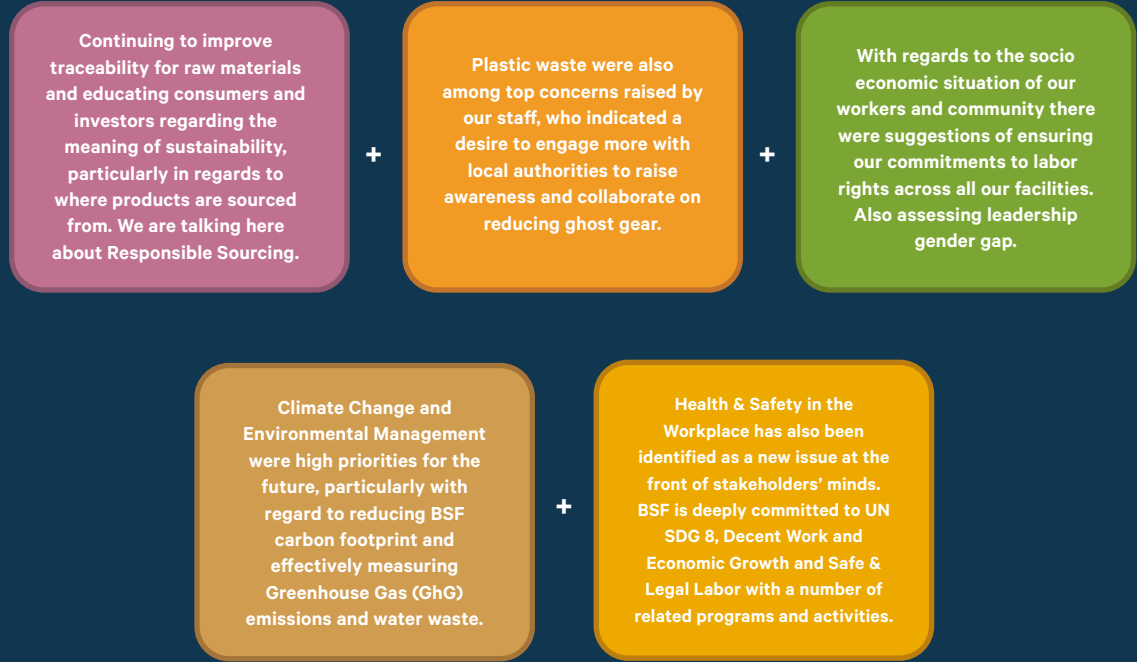 Continuing to improve
traceability for raw materials
and educating consumers and
investors regarding the
meaning of sustainability,
particularly in regards to
where products are sourced
from. We are talking here
about Responsible Sourcing.
+
Plastic waste were also
among top concerns raised by
our staff, who indicated a
desire to engage more with
local authorities to raise
awareness and collaborate on
reducing ghost gear.
+
With regards to the socio
economic situation of our
workers and community there
were suggestions of ensuring
our commitments to labor
rights across all our facilities.
Also assessing leadership
gender gap.
Climate Change and
Environmental Management
were high priorities for the
future, particularly with
regard to reducing BSF
carbon footprint and
effectively measuring
Greenhouse Gas (GhG)
emissions and water waste.
+
Health & Safety in the
Workplace has also been
identified as a new issue at the
front of stakeholders’ minds.
BSF is deeply committed to UN
SDG 8, Decent Work and
Economic Growth and Safe &
Legal Labor with a number of
related programs and activities.